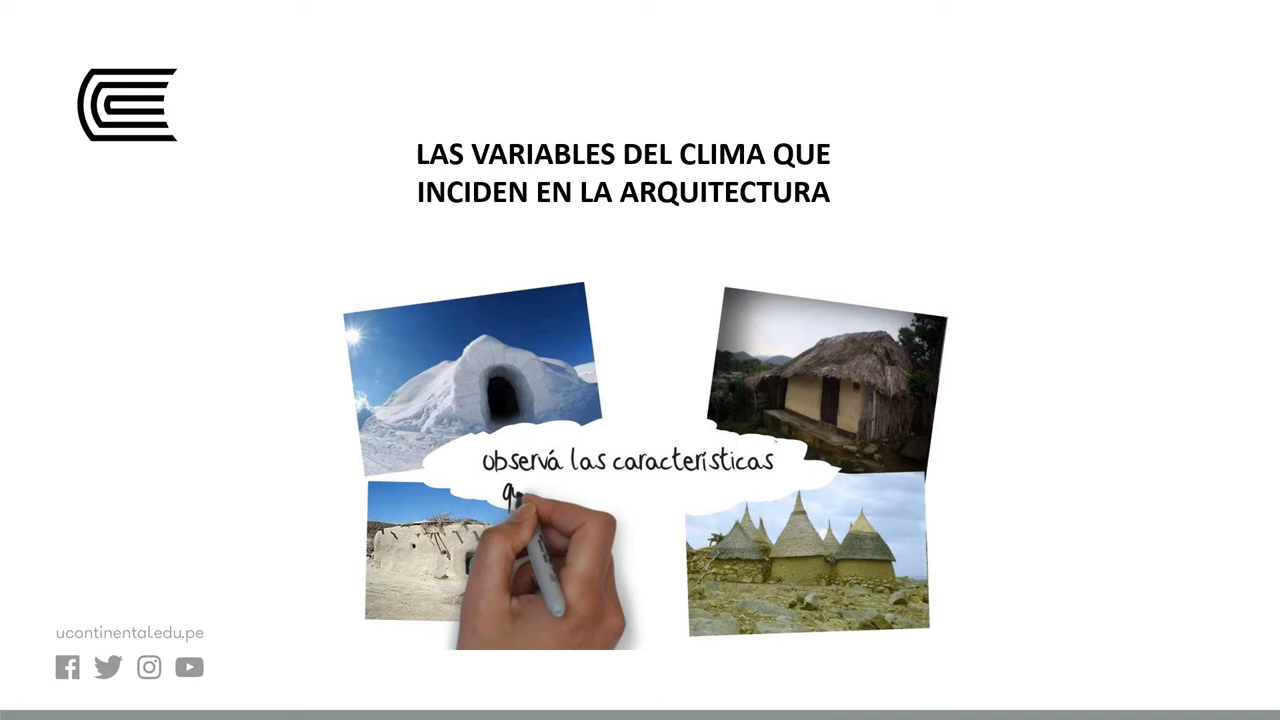 LAS VARIABLES DEL CLIMA QUE
INCIDEN EN LA ARQUITECTURA
observá las características
ucontinental.edu.pe